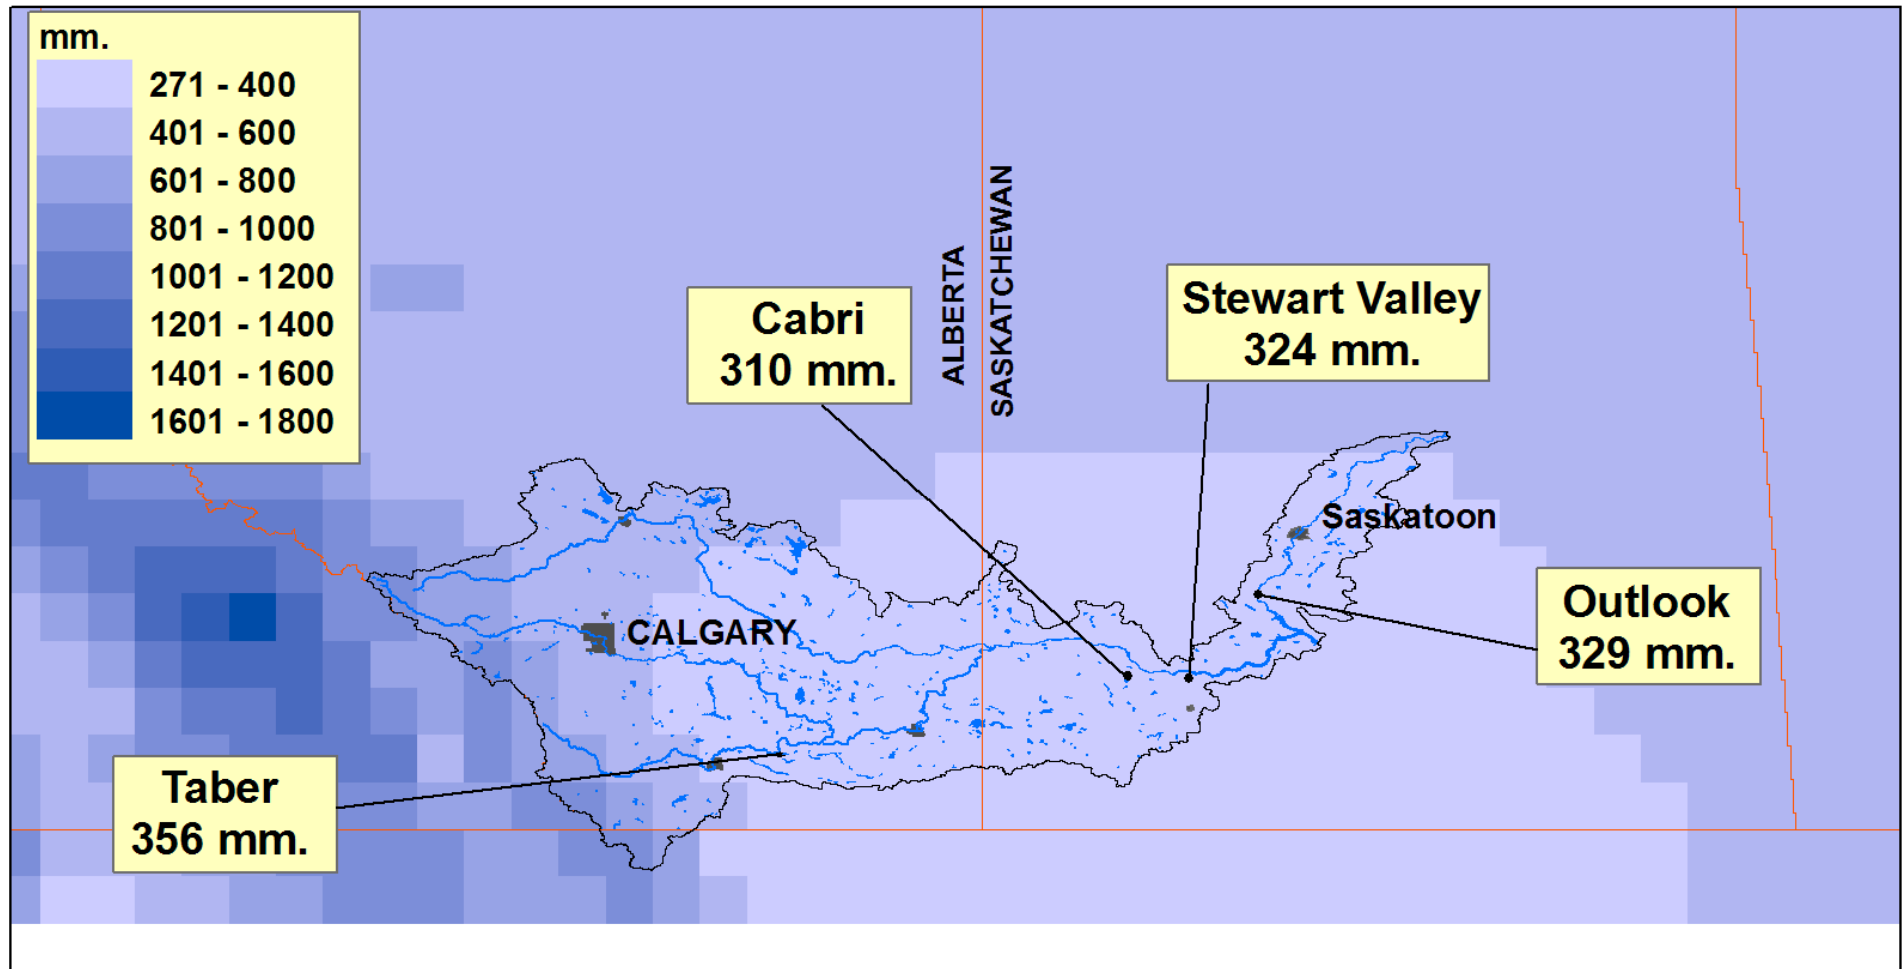 mm.
271 - 400
401 - 600
601 - 800
801 - 1000
1001 - 1200
1201 - 1400
1401 - 1600
1601 - 1800
ALBERTA
SASKATCHEWAN
Cabri
310 mm.
Stewart Valley
324 mm.
Saskatoon
Outlook
329 mm.
CALGARY
Taber
356 mm.